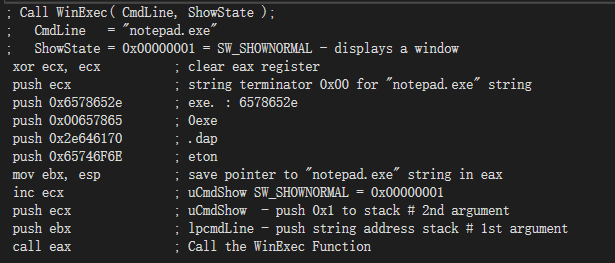 ; Call WinExec( CmdLine, ShowState );
;   CmdLine   = "notepad.exe"
;   ShowState = 0x00000001 = SW_SHOWNORMAL - displays a window
xor ecx, ecx          ; clear eax register
push ecx              ; string terminator 0x00 for "notepad.exe" string
push 0x6578652e       ; exe. : 6578652e
push 0x00657865       ; 0exe
push 0x2e646170       ; .dap
push 0x65746F6E       ; eton
mov ebx, esp          ; save pointer to "notepad.exe" string in eax
inc ecx               ; uCmdShow SW_SHOWNORMAL = 0x00000001
push ecx              ; uCmdShow  - push 0x1 to stack # 2nd argument
push ebx              ; lpcmdLine - push string address stack # 1st argument
call eax              ; Call the WinExec Function